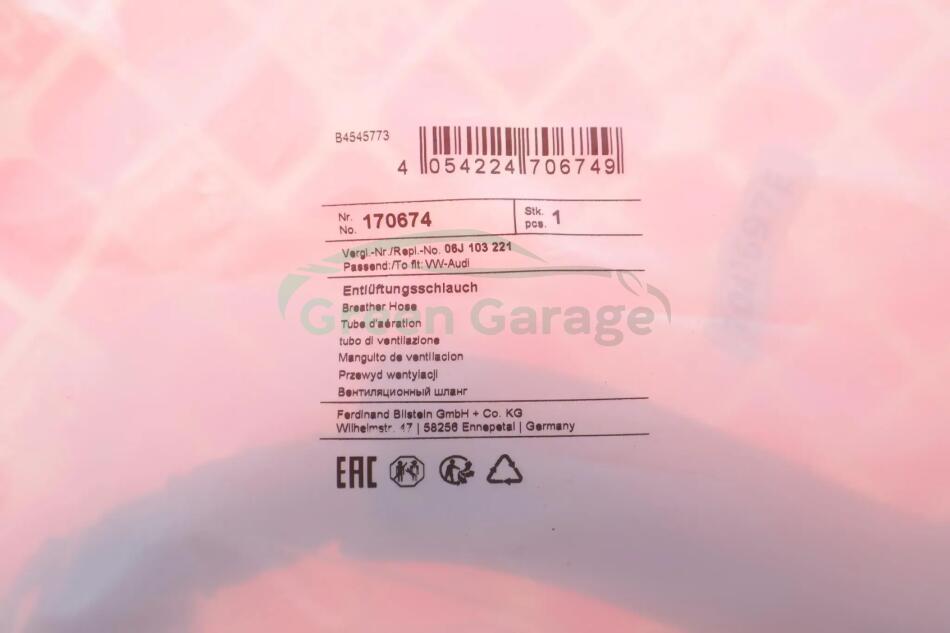 B4545773
4 054224 706749
Nr.
No. 170674
Stk.
pcs. 1
Vergl.-Nr./Repl.-No. 06J 103 221
Passend:/To fit: VW-Audi
Entlüftungsschlauch
Breather Hose
Tube d'aération
tubo di ventilazione
Manguito de ventilacion
Przewyd wentylacji
Вентиляционный шланг
Green Garage
Ferdinand Bilstein GmbH + Co. KG
Wilhelmstr. 47 | 58256 Ennepetal | Germany
EAC